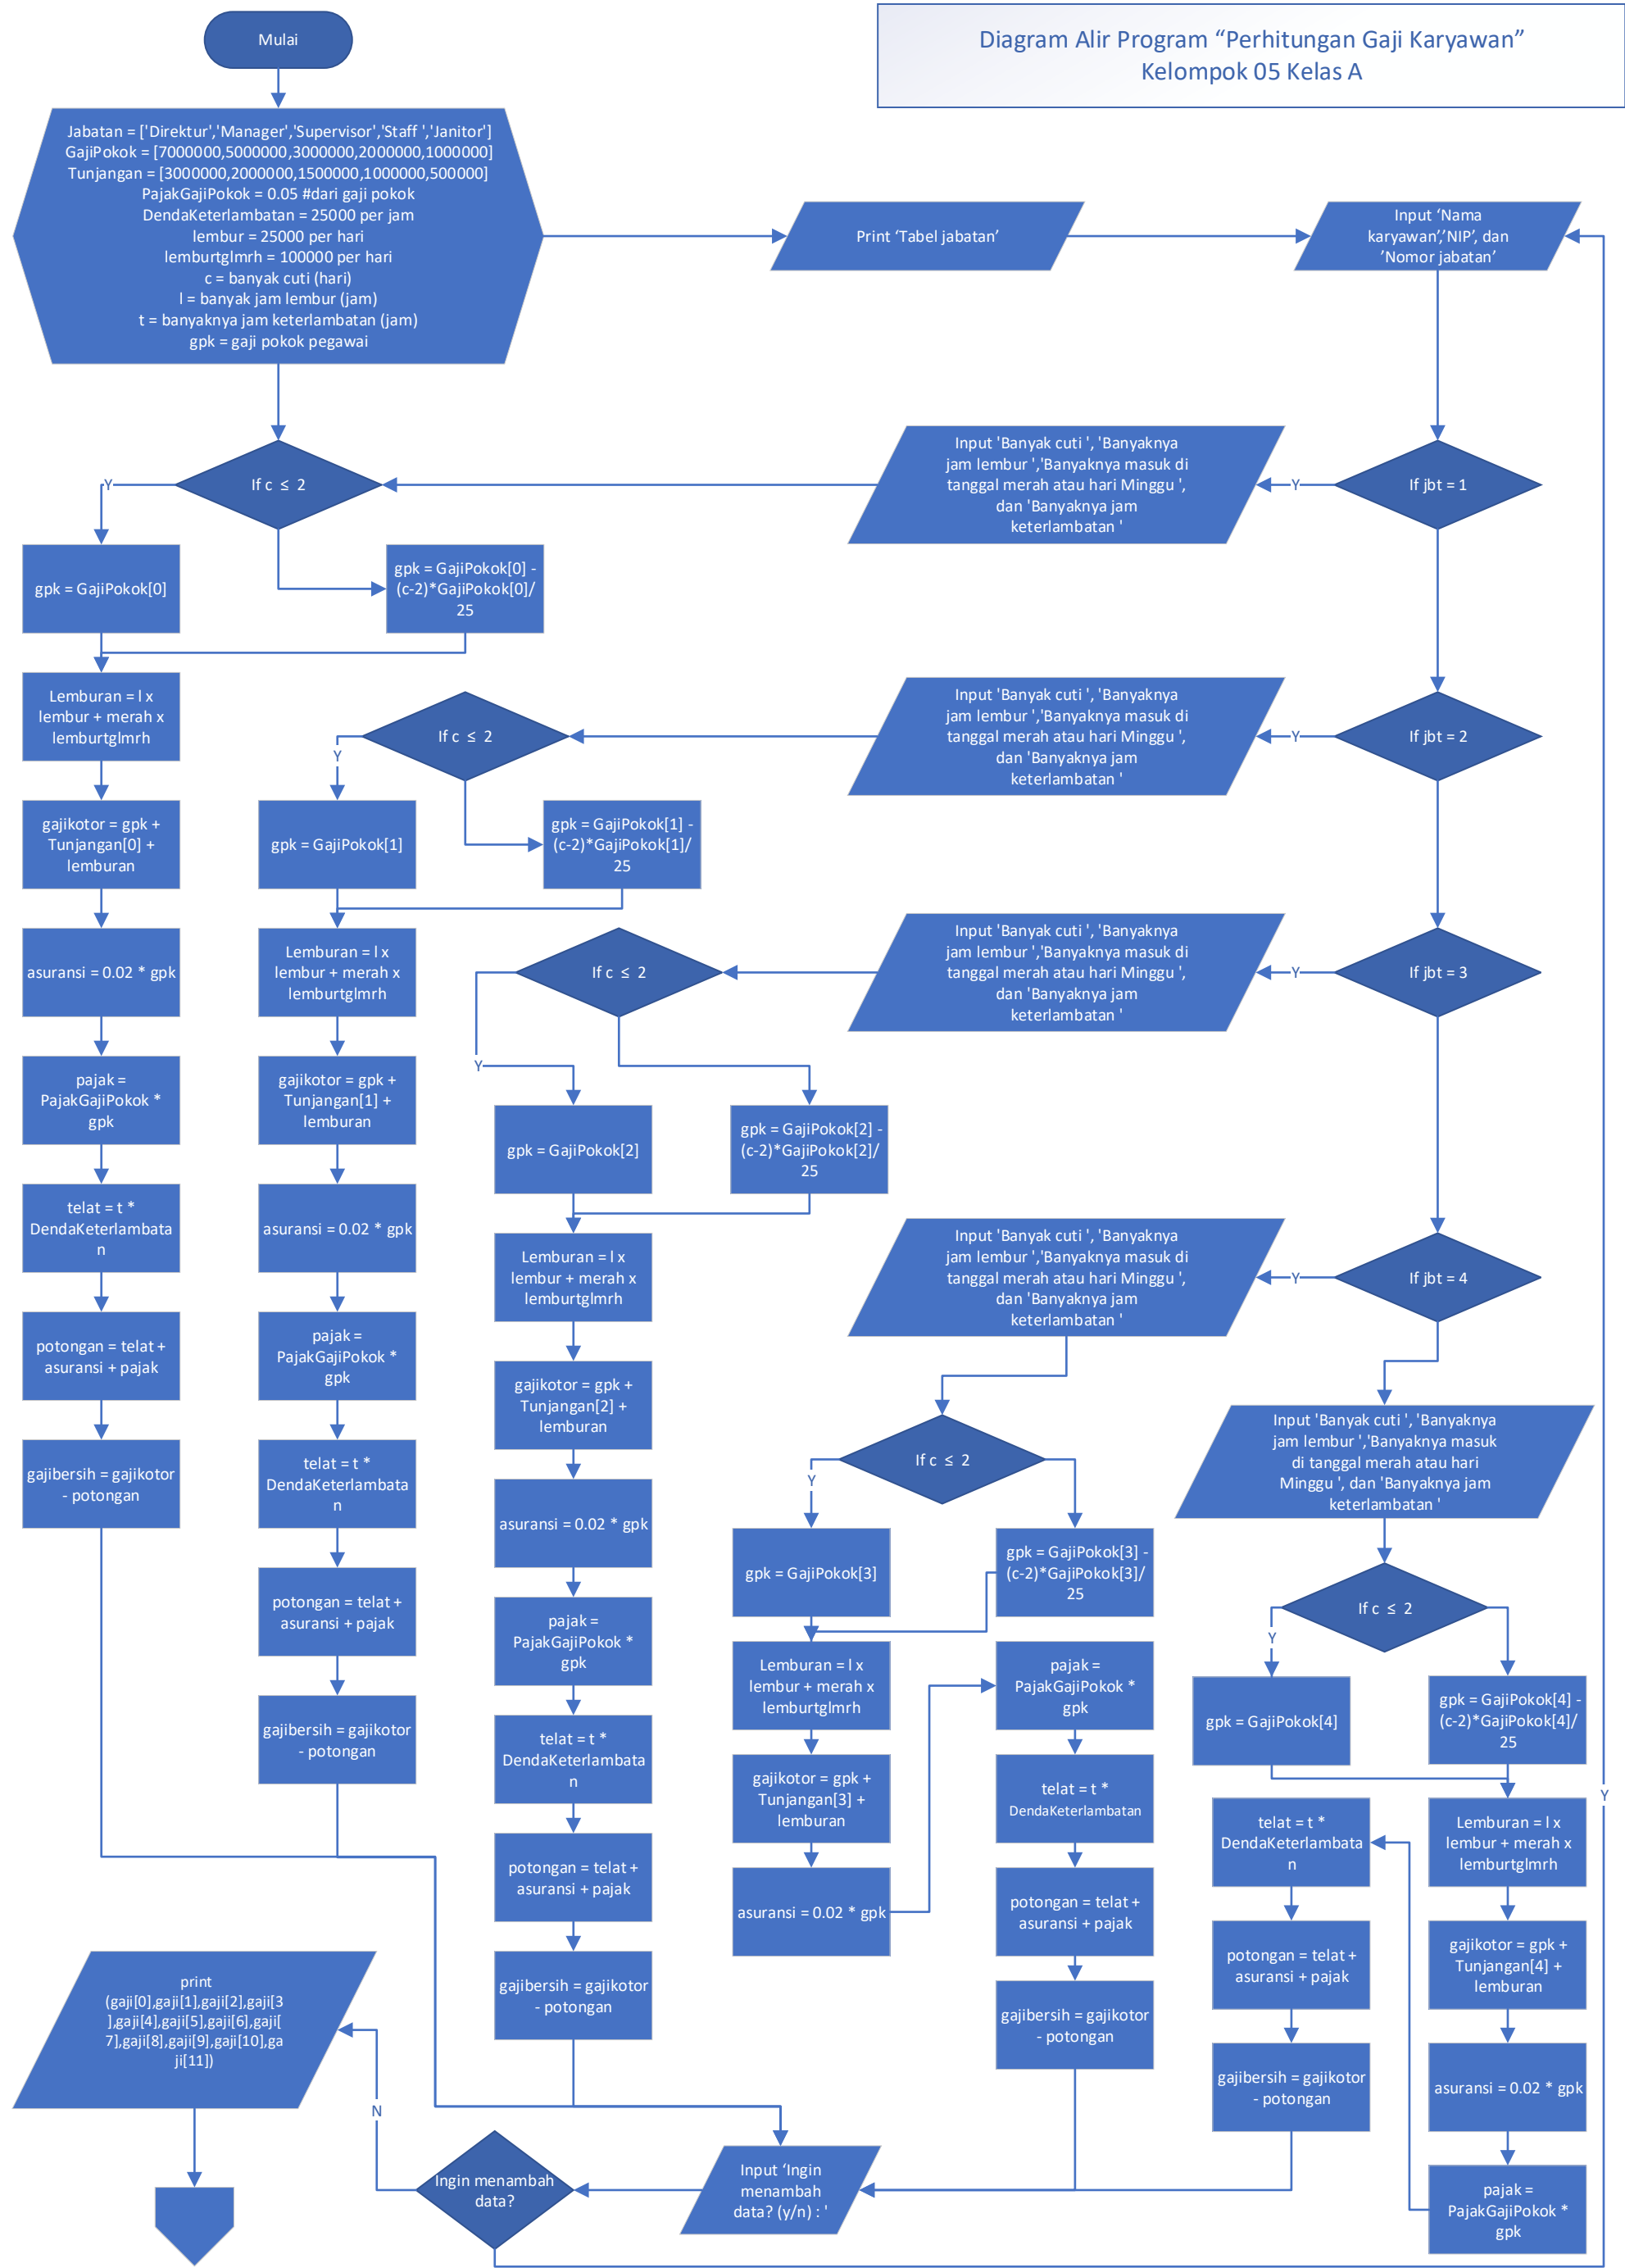 Diagram Alir Program “Perhitungan Gaji Karyawan”
Kelompok 05 Kelas A
Mulai
Jabatan = ['Direktur','Manager','Supervisor','Staff ','Janitor']
GajiPokok = [7000000,5000000,3000000,2000000,1000000]
Tunjangan = [3000000,2000000,1500000,1000000,500000]
PajakGajiPokok = 0.05 #dari gaji pokok
DendaKeterlambatan = 25000 per jam
lembur = 25000 per hari
lemburtglmrh = 100000 per hari
c = banyak cuti (hari)
l = banyak jam lembur (jam)
t = banyaknya jam keterlambatan (jam)
gpk = gaji pokok pegawai
Print ‘Tabel jabatan’
Input ‘Nama
karyawan’,’NIP’, dan
’Nomor jabatan’
If jbt = 1
Y
Input 'Banyak cuti ', 'Banyaknya
jam lembur ','Banyaknya masuk di
tanggal merah atau hari Minggu ',
dan 'Banyaknya jam
keterlambatan '
If c ≤ 2
Y
gpk = GajiPokok[0]
gpk = GajiPokok[0] -
(c-2)*GajiPokok[0]/
25
Lemburan = l x
lembur + merah x
lemburtglmrh
gajikotor = gpk +
Tunjangan[0] +
lemburan
asuransi = 0.02 * gpk
pajak =
PajakGajiPokok *
gpk
telat = t *
DendaKeterlambata
n
potongan = telat +
asuransi + pajak
gajibersih = gajikotor
- potongan
If jbt = 2
Y
Input 'Banyak cuti ', 'Banyaknya
jam lembur ','Banyaknya masuk di
tanggal merah atau hari Minggu ',
dan 'Banyaknya jam
keterlambatan '
If c ≤ 2
Y
gpk = GajiPokok[1]
gpk = GajiPokok[1] -
(c-2)*GajiPokok[1]/
25
Lemburan = l x
lembur + merah x
lemburtglmrh
gajikotor = gpk +
Tunjangan[1] +
lemburan
asuransi = 0.02 * gpk
pajak =
PajakGajiPokok *
gpk
telat = t *
DendaKeterlambata
n
potongan = telat +
asuransi + pajak
gajibersih = gajikotor
- potongan
If jbt = 3
Y
Input 'Banyak cuti ', 'Banyaknya
jam lembur ','Banyaknya masuk di
tanggal merah atau hari Minggu ',
dan 'Banyaknya jam
keterlambatan '
If c ≤ 2
Y
gpk = GajiPokok[2]
gpk = GajiPokok[2] -
(c-2)*GajiPokok[2]/
25
Lemburan = l x
lembur + merah x
lemburtglmrh
gajikotor = gpk +
Tunjangan[2] +
lemburan
asuransi = 0.02 * gpk
pajak =
PajakGajiPokok *
gpk
telat = t *
DendaKeterlambata
n
potongan = telat +
asuransi + pajak
gajibersih = gajikotor
- potongan
If jbt = 4
Y
Input 'Banyak cuti ', 'Banyaknya
jam lembur ','Banyaknya masuk di
tanggal merah atau hari Minggu ',
dan 'Banyaknya jam
keterlambatan '
If c ≤ 2
Y
gpk = GajiPokok[3]
gpk = GajiPokok[3] -
(c-2)*GajiPokok[3]/
25
Lemburan = l x
lembur + merah x
lemburtglmrh
gajikotor = gpk +
Tunjangan[3] +
lemburan
asuransi = 0.02 * gpk
pajak =
PajakGajiPokok *
gpk
telat = t *
DendaKeterlambatan
potongan = telat +
asuransi + pajak
gajibersih = gajikotor
- potongan
Input 'Banyak cuti ', 'Banyaknya
jam lembur ','Banyaknya masuk
di tanggal merah atau hari
Minggu ', dan 'Banyaknya jam
keterlambatan '
If c ≤ 2
Y
gpk = GajiPokok[4]
gpk = GajiPokok[4] -
(c-2)*GajiPokok[4]/
25
Lemburan = l x
lembur + merah x
lemburtglmrh
gajikotor = gpk +
Tunjangan[4] +
lemburan
asuransi = 0.02 * gpk
pajak =
PajakGajiPokok *
gpk
telat = t *
DendaKeterlambata
n
potongan = telat +
asuransi + pajak
gajibersih = gajikotor
- potongan
Input ‘Ingin
menambah
data? (y/n) : '
Ingin menambah
data?
Y
N
print
(gaji[0],gaji[1],gaji[2],gaji[3
],gaji[4],gaji[5],gaji[6],gaji[
7],gaji[8],gaji[9],gaji[10],ga
ji[11])